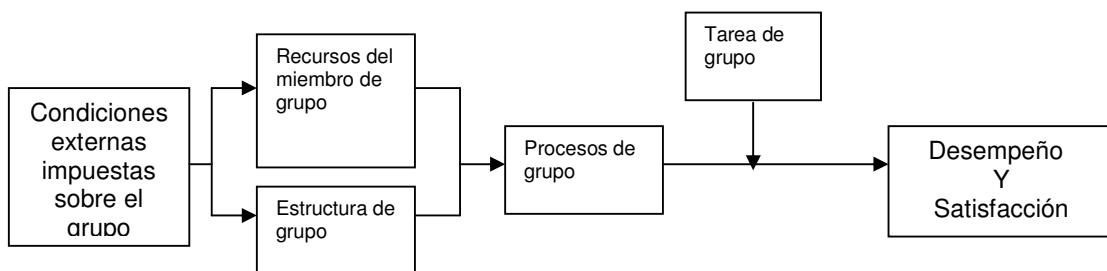 Condiciones
externas
impuestas
sobre el
grupo
Recursos del
miembro de
grupo
Estructura de
grupo
Procesos de
grupo
Tarea de
grupo
Desempeño
Y
Satisfacción